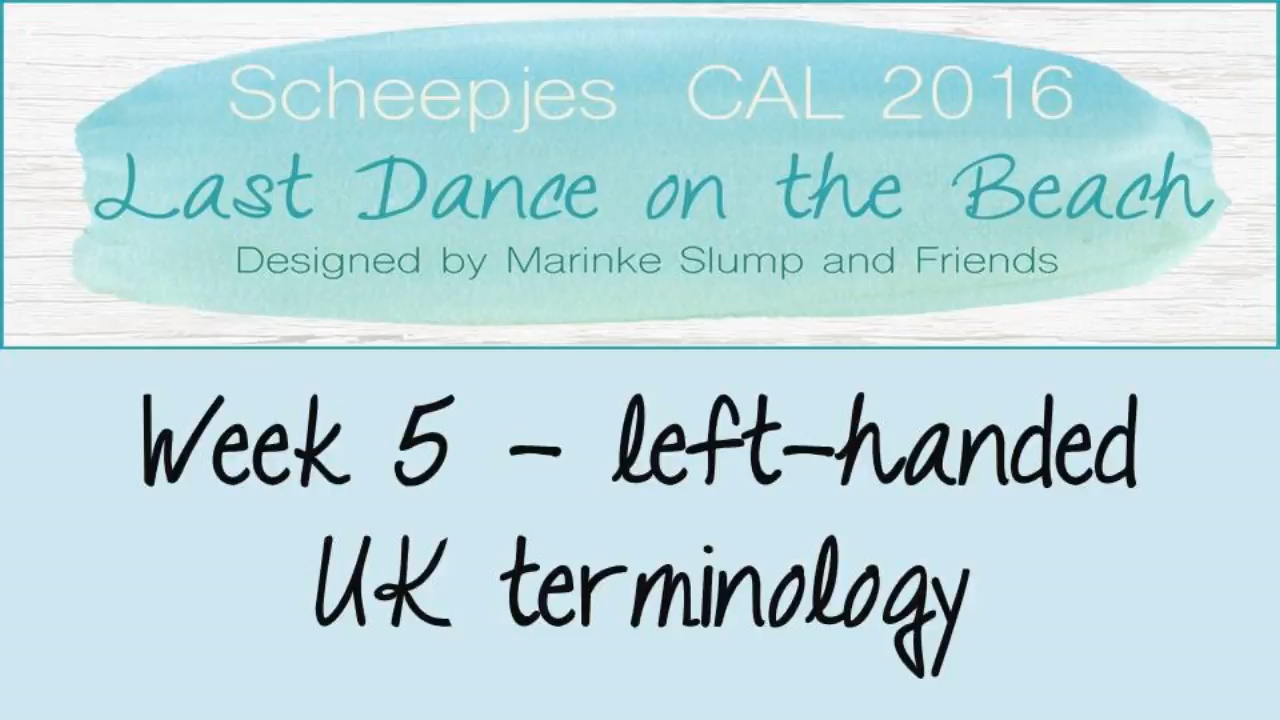 Scheepjes CAL 2016
Last Dance on the Beach
Designed by Marinke Slump and Friends
Week 5 - left-handed
UK terminology